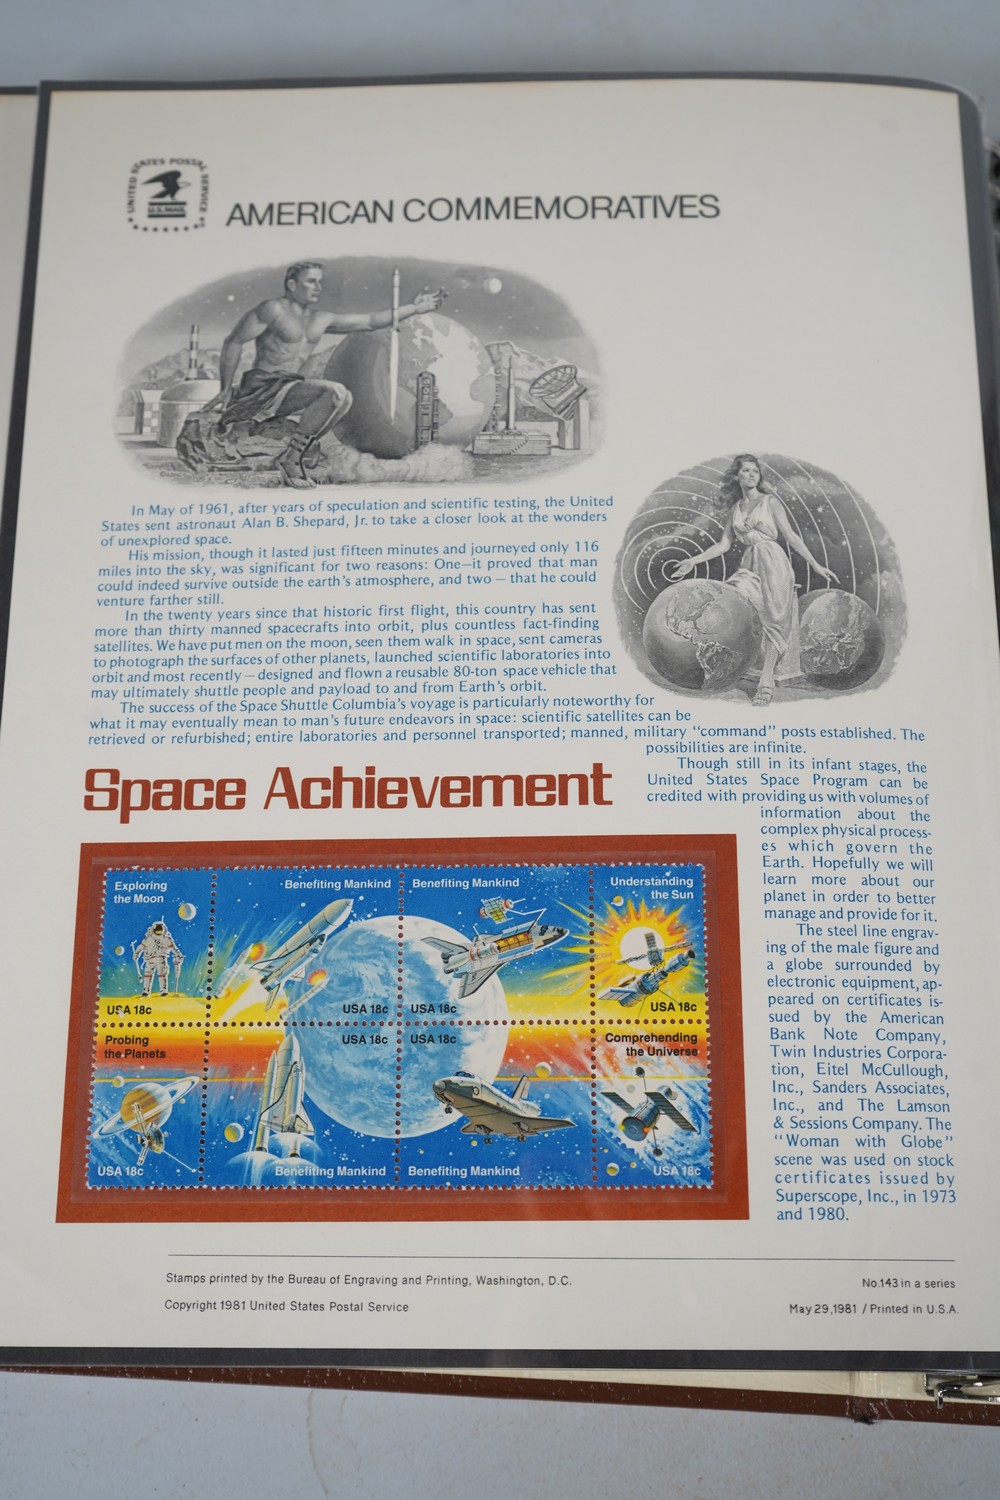 UNITED STATES POSTAL SERVICE
U.S. MAIL
AMERICAN COMMEMORATIVES
In May of 1961, after years of speculation and scientific testing, the United
States sent astronaut Alan B. Shepard, Jr. to take a closer look at the wonders
of unexplored space.
His mission, though it lasted just fifteen minutes and journeyed only 116
miles into the sky, was significant for two reasons: One—it proved that man
could indeed survive outside the earth's atmosphere, and two — that he could
venture farther still.
In the twenty years since that historic first flight, this country has sent
more than thirty manned spacecrafts into orbit, plus countless fact-finding
satellites. We have put men on the moon, seen them walk in space, sent cameras
to photograph the surfaces of other planets, launched scientific laboratories into
orbit and most recently — designed and flown a reusable 80-ton space vehicle that
may ultimately shuttle people and payload to and from Earth's orbit.
The success of the Space Shuttle Columbia's voyage is particularly noteworthy for
what it may eventually mean to man's future endeavors in space: scientific satellites can be
retrieved or refurbished; entire laboratories and personnel transported; manned, military "command" posts established. The
possibilities are infinite.
Though still in its infant stages, the
United States Space Program can be
credited with providing us with volumes of
information about the
complex physical process-
es which govern the
Earth. Hopefully we will
learn more about our
planet in order to better
manage and provide for it.
The steel line engrav-
ing of the male figure and
a globe surrounded by
electronic equipment, ap-
peared on certificates is-
sued by the American
Bank Note Company,
Twin Industries Corpora-
tion, Eitel McCullough,
Inc., Sanders Associates,
Inc., and The Lamson
& Sessions Company. The
"Woman with Globe"
scene was used on stock
certificates issued by
Superscope, Inc., in 1973
and 1980.
Space Achievement
Exploring
the Moon
USA 18c
Benefiting Mankind
USA 18c
Benefiting Mankind
USA 18c
Understanding
the Sun
USA 18c
Probing
the Planets
USA 18c
USA 18c
Benefiting Mankind
USA 18c
Benefiting Mankind
Comprehending
the Universe
USA 18c
Stamps printed by the Bureau of Engraving and Printing, Washington, D.C.
Copyright 1981 United States Postal Service
No.143 in a series
May 29,1981 / Printed in U.S.A.